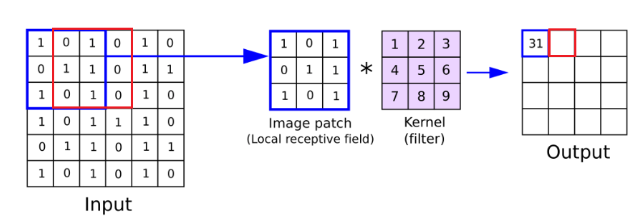 1 0 1 0 1 0
0 1 1 0 1 1
1 0 1 0 1 0
1 0 1 1 1 0
0 1 1 0 1 1
1 0 1 0 1 0
Input
1 0 1
0 1 1
1 0 1
Image patch
(Local receptive field)
*
1 2 3
4 5 6
7 8 9
Kernel
(filter)
31
Output